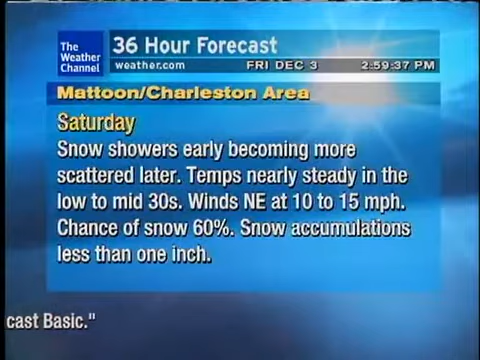 The
Weather
Channel
36 Hour Forecast
weather.com FRI DEC 3 2:59:37 PM
Mattoon/Charleston Area
Saturday
Snow showers early becoming more
scattered later. Temps nearly steady in the
low to mid 30s. Winds NE at 10 to 15 mph.
Chance of snow 60%. Snow accumulations
less than one inch.
cast Basic."